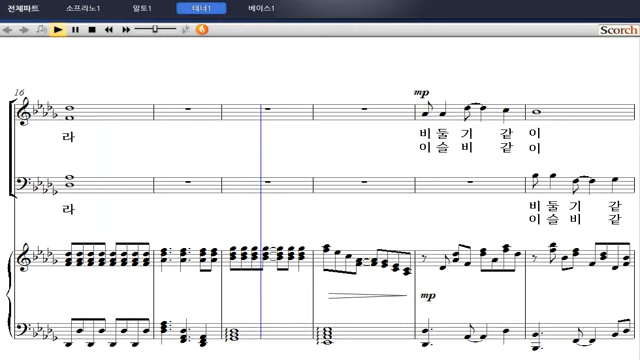 전체파트 소프라노1 알토1 테너1 베이스1
Scorch
16
mp
라 비 둘 기 같 이
이 슬 비 같 이
라 비 둘 기 같
이 슬 비 같
mp